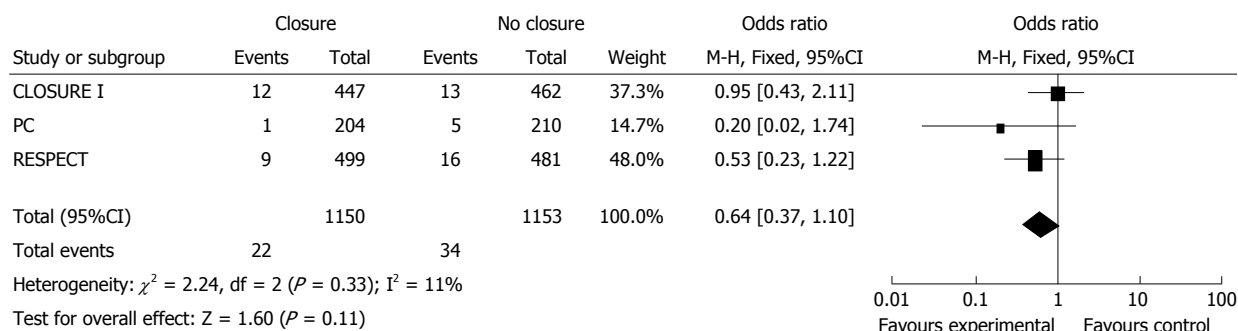 Closure No closure Odds ratio Odds ratio
Study or subgroup Events Total Events Total Weight M-H, Fixed, 95%CI M-H, Fixed, 95%CI
CLOSURE I 12 447 13 462 37.3% 0.95 [0.43, 2.11]
PC 1 204 5 210 14.7% 0.20 [0.02, 1.74]
RESPECT 9 499 16 481 48.0% 0.53 [0.23, 1.22]
Total (95%CI) 1150 1153 100.0% 0.64 [0.37, 1.10]
Total events 22 34
Heterogeneity: χ² = 2.24, df = 2 (P = 0.33); I² = 11%
0.01 0.1 1 10 100
Test for overall effect: Z = 1.60 (P = 0.11)
Favours experimental Favours control